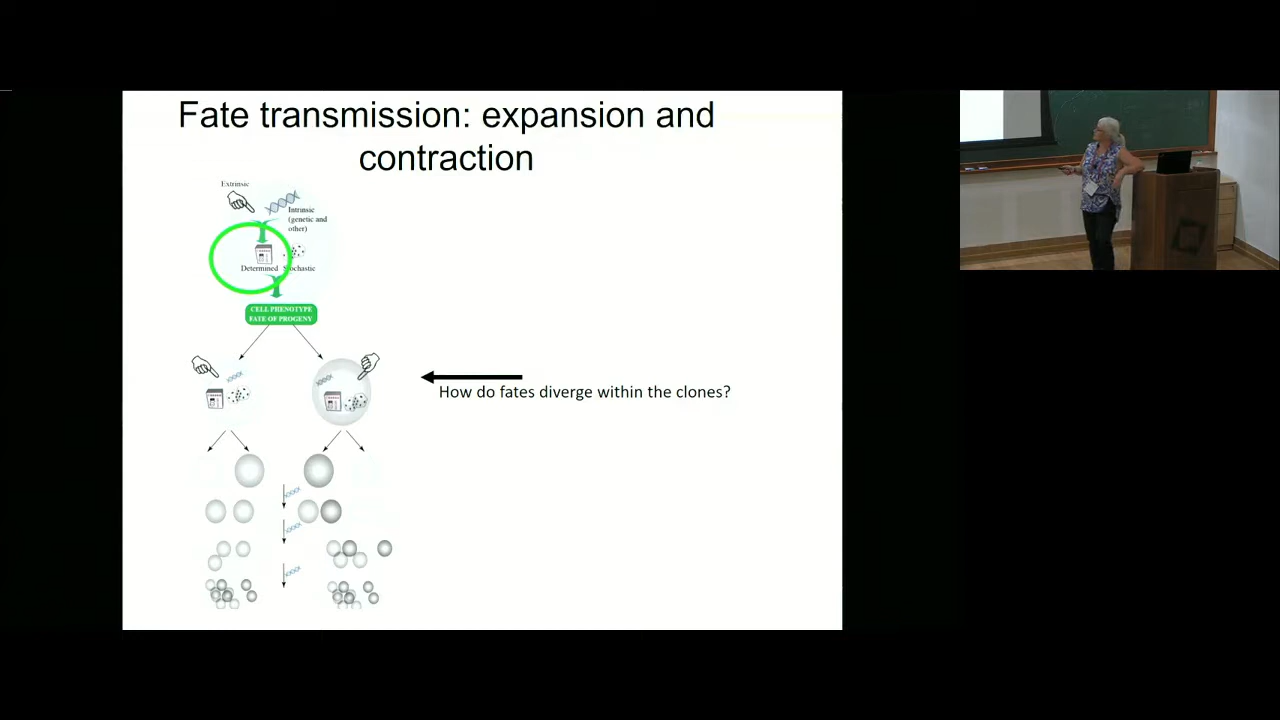 Fate transmission: expansion and
contraction
Extrinsic
Intrinsic
(genetic and
other)
Determined Stochastic
CELL PHENOTYPE
FATE OF PROGENY
How do fates diverge within the clones?